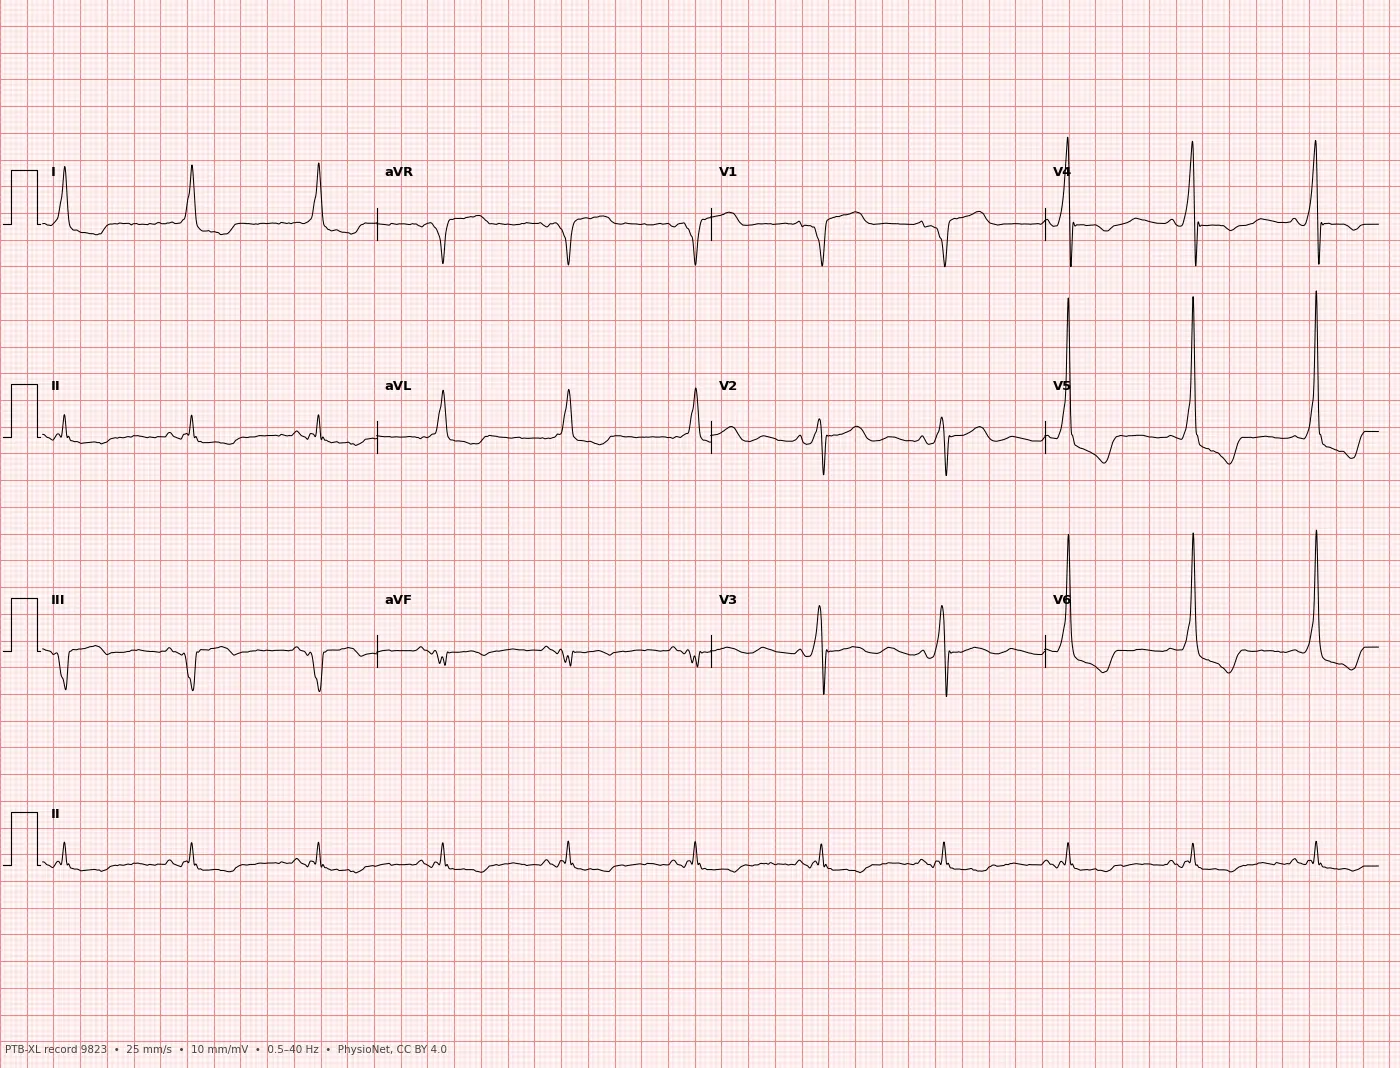 I aVR V1 V4
II aVL V2 V5
III aVF V3 V6
II
PTB-XL record 9823 • 25 mm/s • 10 mm/mV • 0.5–40 Hz • PhysioNet, CC BY 4.0